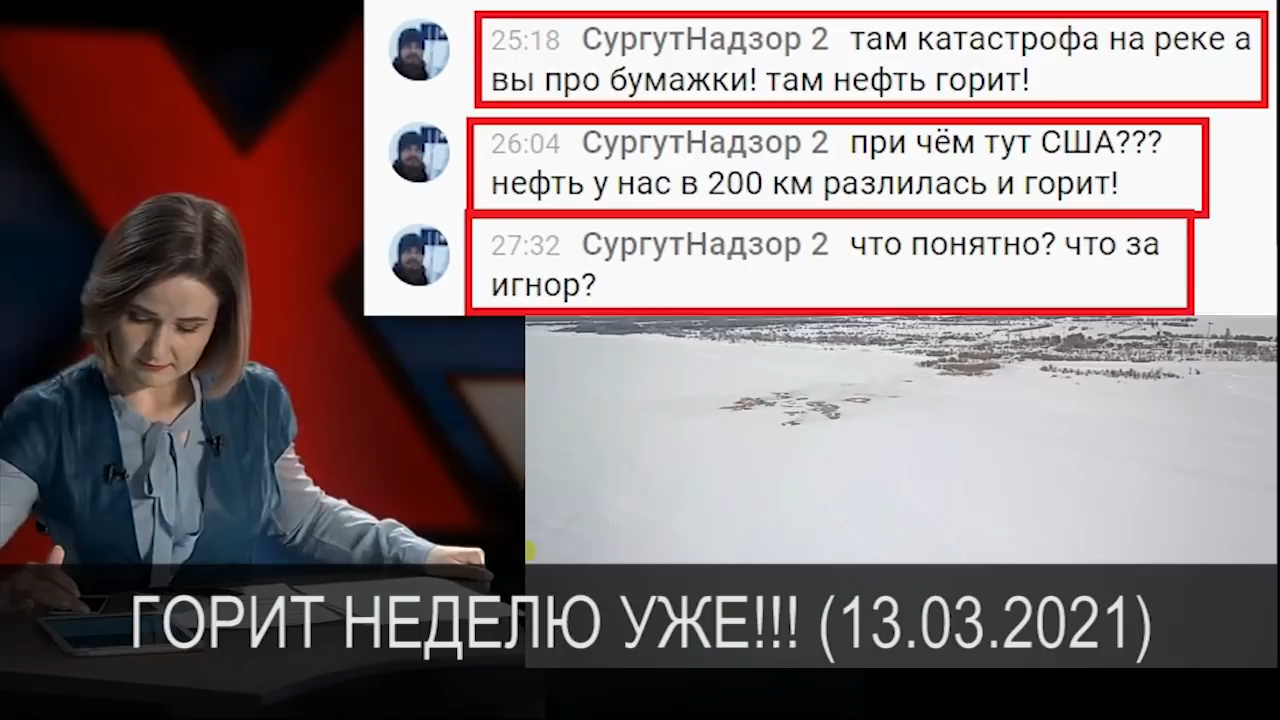 25:18 СургутНадзор 2 там катастрофа на реке а
вы про бумажки! там нефть горит!
26:04 СургутНадзор 2 при чём тут США???
нефть у нас в 200 км разлилась и горит!
27:32 СургутНадзор 2 что понятно? что за
игнор?
ГОРИТ НЕДЕЛЮ УЖЕ!!! (13.03.2021)